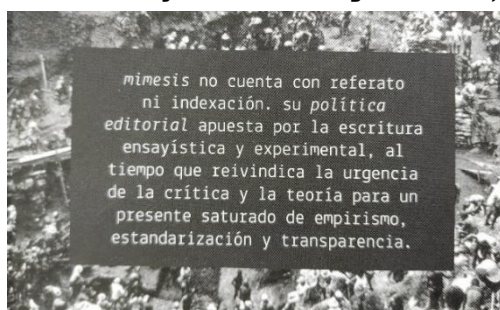 mimesis no cuenta con referato
ni indexación. su política
editorial apuesta por la escritura
ensayística y experimental, al
tiempo que reivindica la urgencia
de la crítica y la teoría para un
presente saturado de empirismo,
estandarización y transparencia.